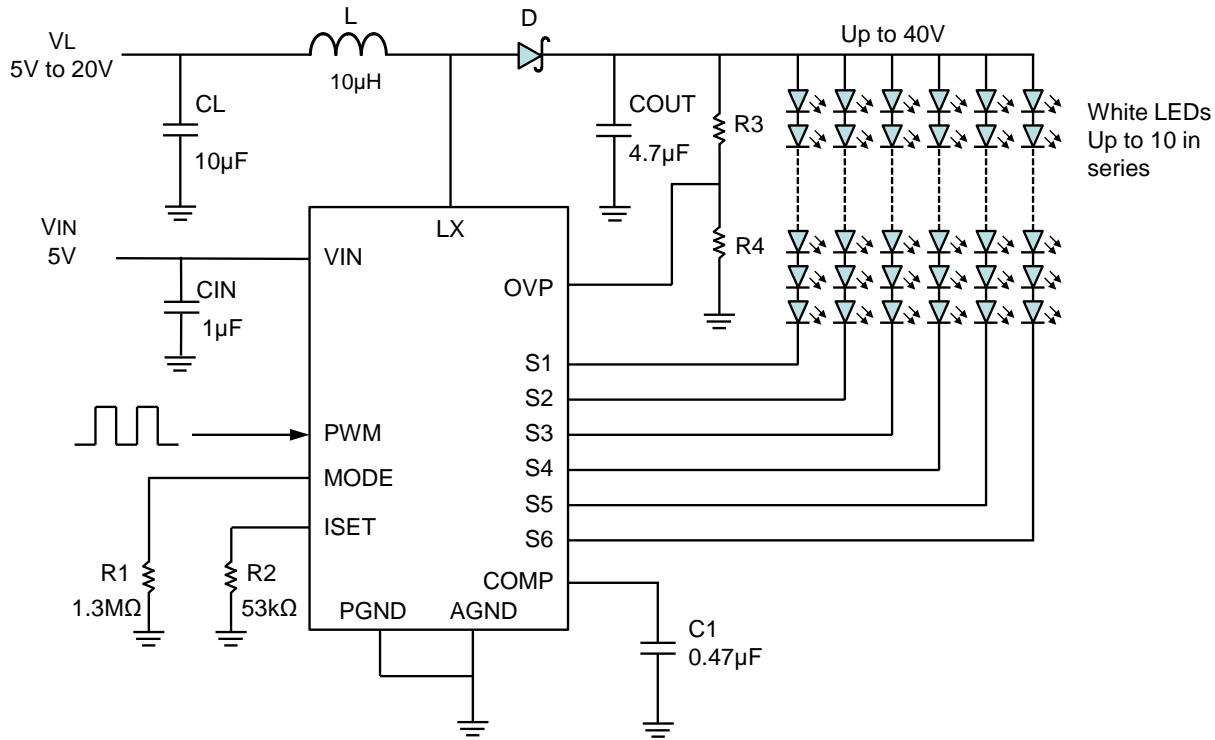 L
D
VL
5V to 20V
10µH
Up to 40V
CL
10µF
COUT
4.7µF
R3
R4
White LEDs
Up to 10 in
series
VIN
5V
CIN
1µF
LX
VIN
OVP
S1
S2
S3
S4
S5
S6
PWM
MODE
ISET
COMP
PGND
AGND
R1
1.3MΩ
R2
53kΩ
C1
0.47µF